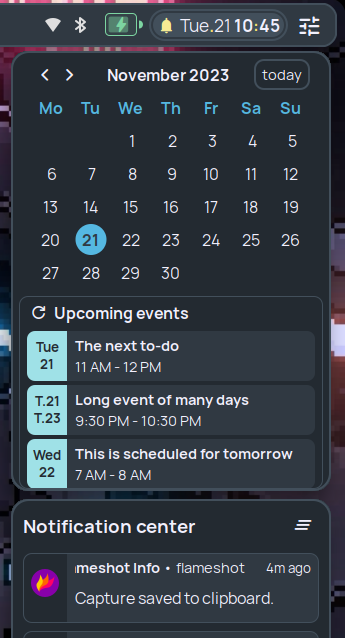 Tue.21 10:45
November 2023 today
Mo Tu We Th Fr Sa Su
1 2 3 4 5
6 7 8 9 10 11 12
13 14 15 16 17 18 19
20 21 22 23 24 25 26
27 28 29 30
Upcoming events
Tue
21
The next to-do
11 AM - 12 PM
T.21
T.23
Long event of many days
9:30 PM - 10:30 PM
Wed
22
This is scheduled for tomorrow
7 AM - 8 AM
Notification center
meshot Info • flameshot 4m ago
Capture saved to clipboard.